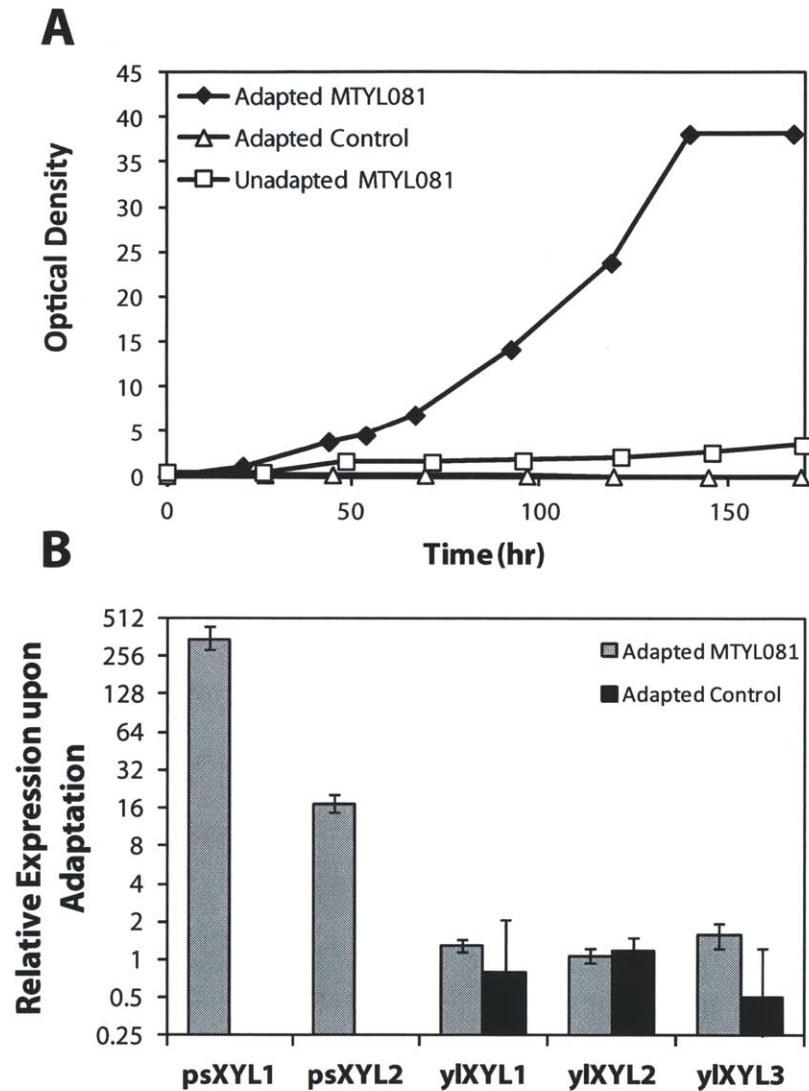 A
45
40
35
30
25
20
15
10
5
0
Optical Density
Adapted MTYL081
Adapted Control
Unadapted MTYL081
0 50 100 150
Time (hr)
B
512
256
128
64
32
16
8
4
2
1
0.5
0.25
Relative Expression upon
Adaptation
Adapted MTYL081
Adapted Control
psXYL1 psXYL2 ylXYL1 ylXYL2 ylXYL3